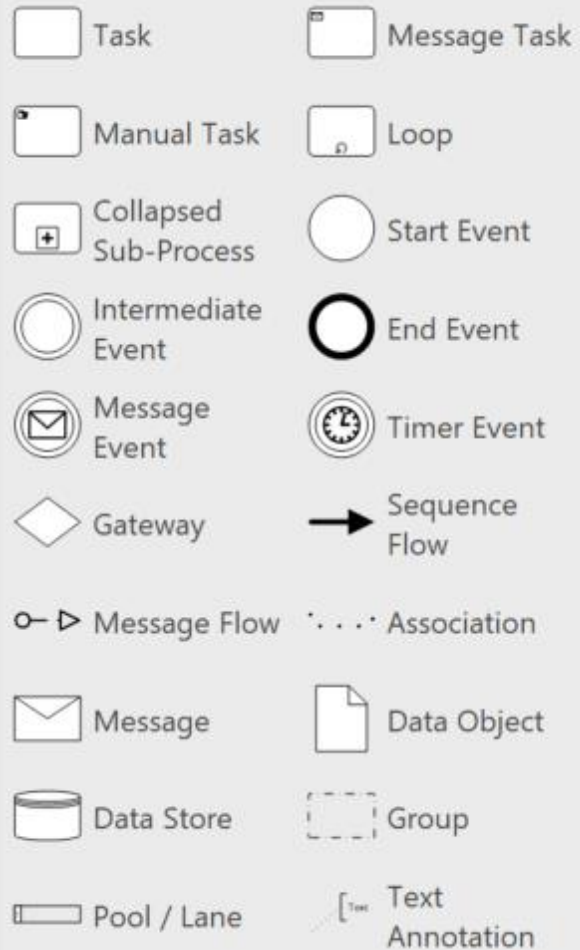 Task
Message Task
Manual Task
Loop
Collapsed
Sub-Process
Start Event
Intermediate
Event
End Event
Message
Event
Timer Event
Gateway
Sequence
Flow
Message Flow
Association
Message
Data Object
Data Store
Group
Pool / Lane
Text
Text
Annotation